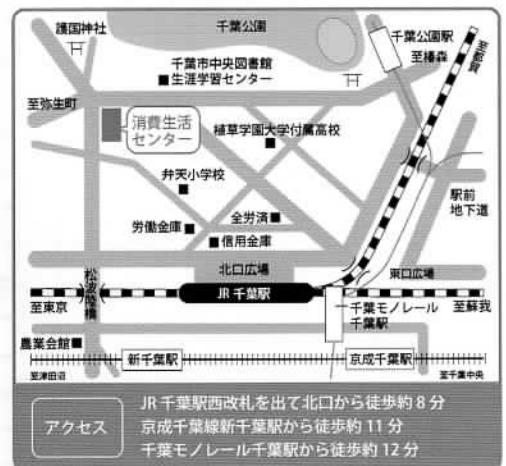 護国神社
千葉公園
千葉公園駅
至椿森
至都賀
千葉市中央図書館
生涯学習センター
至弥生町
消費生活
センター
植草学園大学付属高校
弁天小学校
駅前
地下道
労働金庫
全労済
信用金庫
北口広場
東口広場
松波陸橋
JR 千葉駅
至東京
千葉モノレール
千葉駅
至蘇我
農業会館
新千葉駅
京成千葉駅
至津田沼
至千葉中央
アクセス
JR 千葉駅西改札を出て北口から徒歩約 8 分
京成千葉線新千葉駅から徒歩約 11 分
千葉モノレール千葉駅から徒歩約 12 分